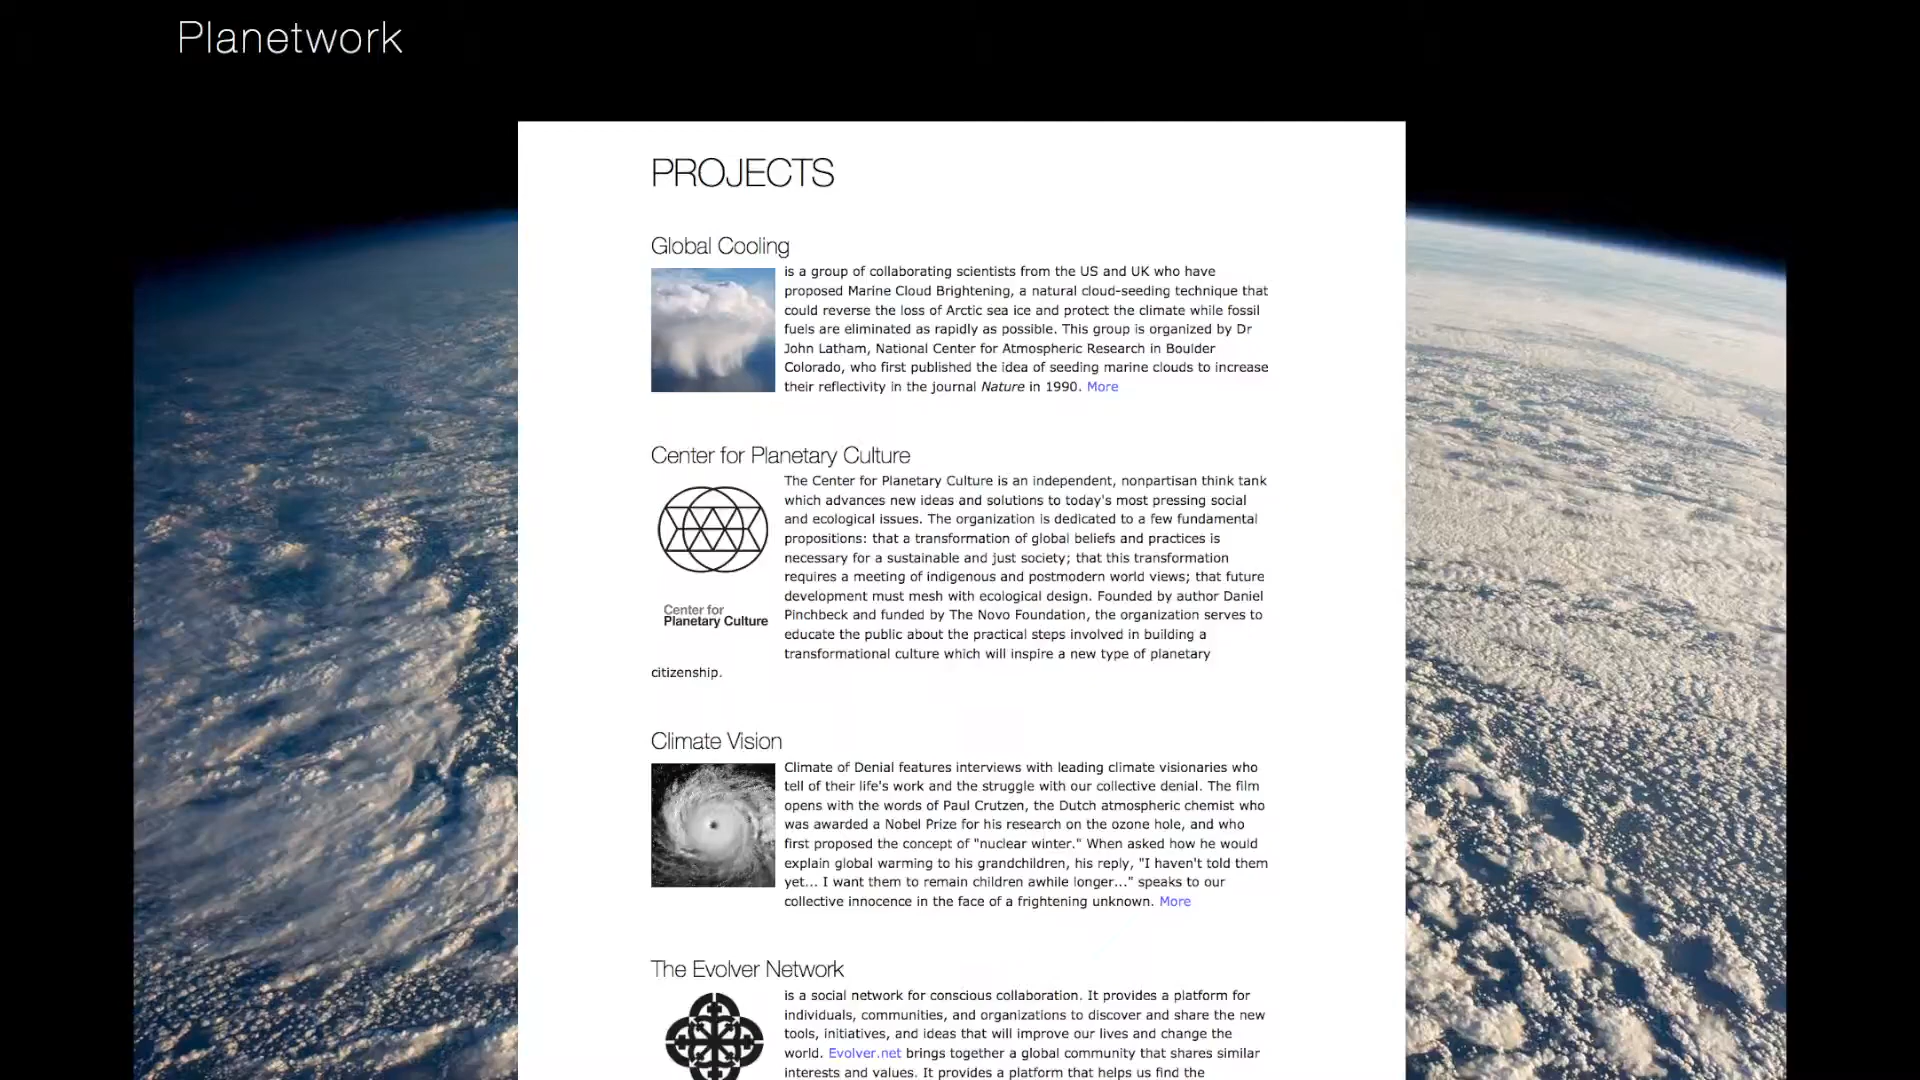 Planetwork
PROJECTS
Global Cooling
is a group of collaborating scientists from the US and UK who have
proposed Marine Cloud Brightening, a natural cloud-seeding technique that
could reverse the loss of Arctic sea ice and protect the climate while fossil
fuels are eliminated as rapidly as possible. This group is organized by Dr
John Latham, National Center for Atmospheric Research in Boulder
Colorado, who first published the idea of seeding marine clouds to increase
their reflectivity in the journal Nature in 1990. More
Center for Planetary Culture
The Center for Planetary Culture is an independent, nonpartisan think tank
which advances new ideas and solutions to today's most pressing social
and ecological issues. The organization is dedicated to a few fundamental
propositions: that a transformation of global beliefs and practices is
necessary for a sustainable and just society; that this transformation
requires a meeting of indigenous and postmodern world views; that future
development must mesh with ecological design. Founded by author Daniel
Pinchbeck and funded by The Novo Foundation, the organization serves to
educate the public about the practical steps involved in building a
transformational culture which will inspire a new type of planetary
citizenship.
Center for
Planetary Culture
Climate Vision
Climate of Denial features interviews with leading climate visionaries who
tell of their life's work and the struggle with our collective denial. The film
opens with the words of Paul Crutzen, the Dutch atmospheric chemist who
was awarded a Nobel Prize for his research on the ozone hole, and who
first proposed the concept of "nuclear winter." When asked how he would
explain global warming to his grandchildren, his reply, "I haven't told them
yet... I want them to remain children awhile longer..." speaks to our
collective innocence in the face of a frightening unknown. More
The Evolver Network
is a social network for conscious collaboration. It provides a platform for
individuals, communities, and organizations to discover and share the new
tools, initiatives, and ideas that will improve our lives and change the
world. Evolver.net brings together a global community that shares similar
interests and values. It provides a platform that helps us find the